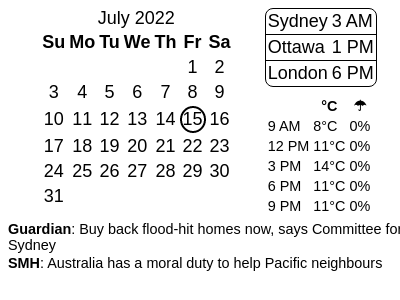 July 2022
Su Mo Tu We Th Fr Sa
1 2
3 4 5 6 7 8 9
10 11 12 13 14 15 16
17 18 19 20 21 22 23
24 25 26 27 28 29 30
31
Sydney 3 AM
Ottawa 1 PM
London 6 PM
°C ☂
9 AM 8°C 0%
12 PM 11°C 0%
3 PM 14°C 0%
6 PM 11°C 0%
9 PM 11°C 0%
Guardian: Buy back flood-hit homes now, says Committee for
Sydney
SMH: Australia has a moral duty to help Pacific neighbours